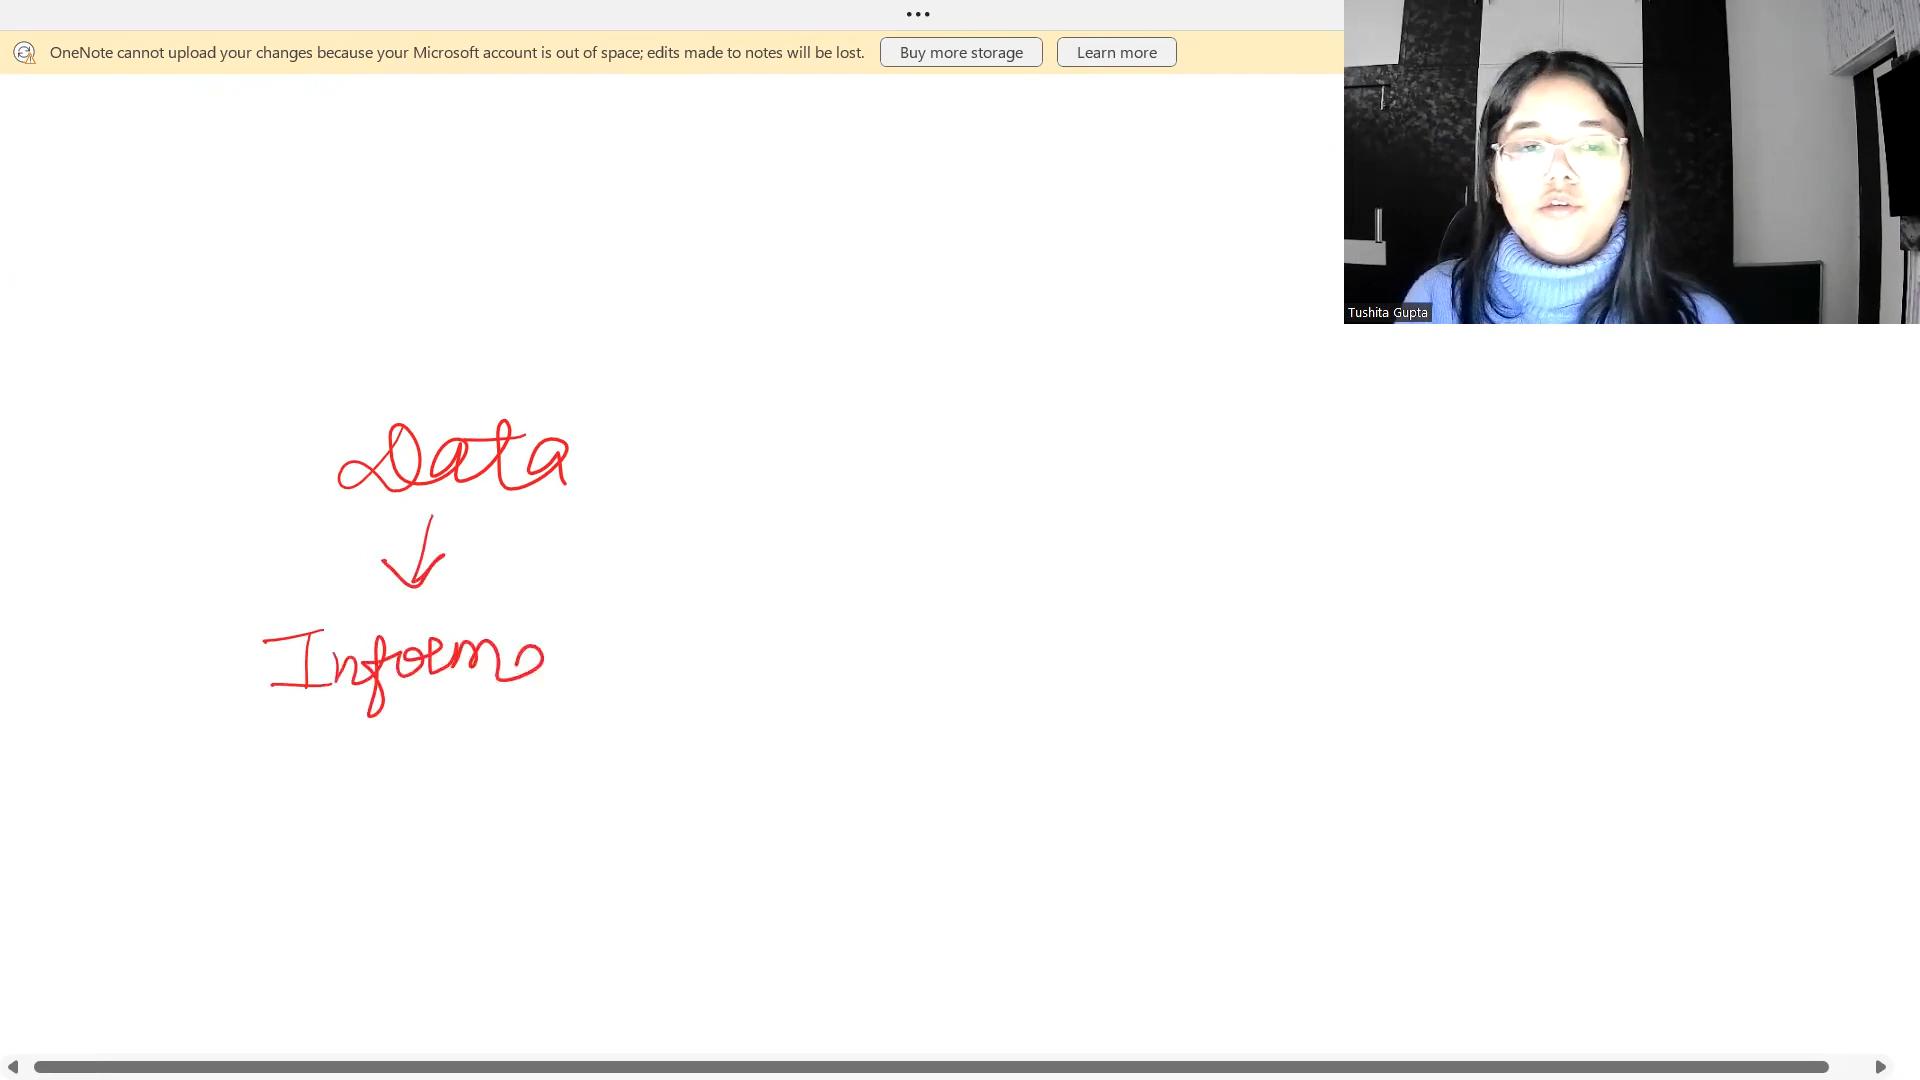 OneNote cannot upload your changes because your Microsoft account is out of space; edits made to notes will be lost. Buy more storage Learn more
Tushita Gupta
Data
Informa